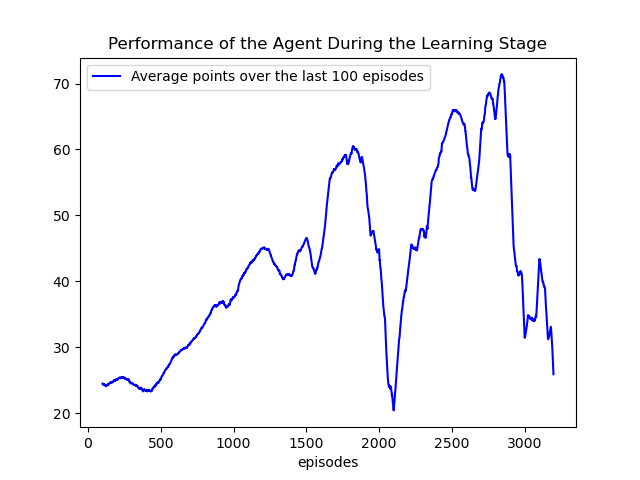 Performance of the Agent During the Learning Stage
Average points over the last 100 episodes
70
60
50
40
30
20
0 500 1000 1500 2000 2500 3000
episodes